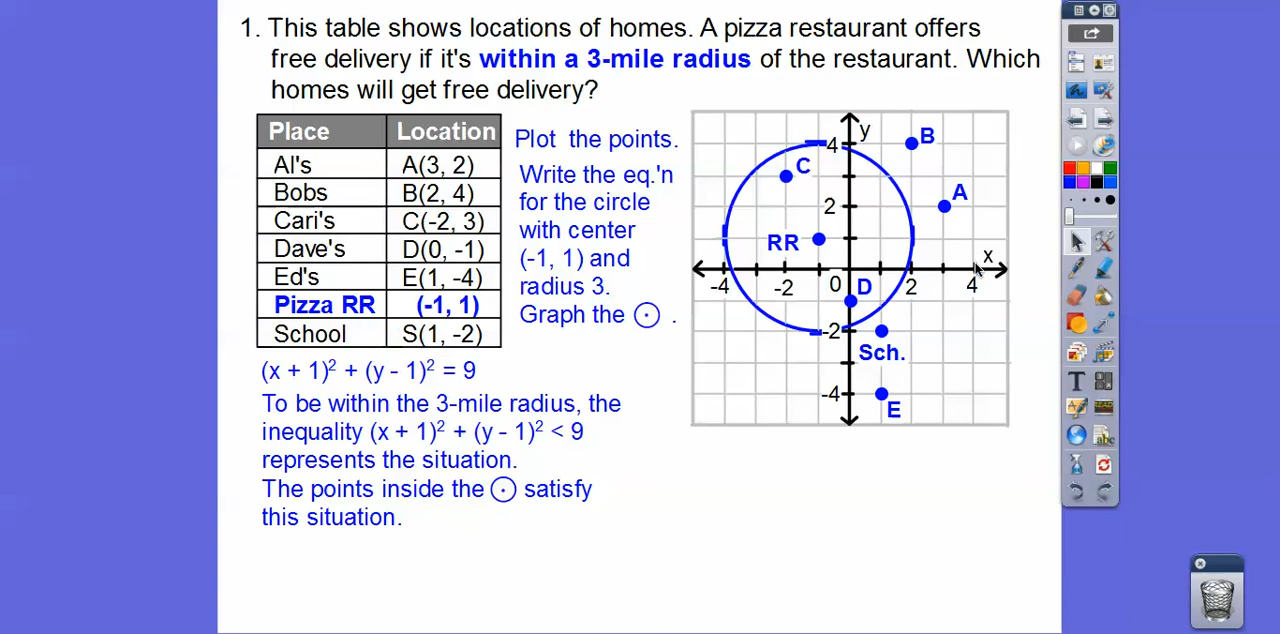 1. This table shows locations of homes. A pizza restaurant offers
free delivery if it's within a 3-mile radius of the restaurant. Which
homes will get free delivery?
Place Location
Al's A(3, 2)
Bobs B(2, 4)
Cari's C(-2, 3)
Dave's D(0, -1)
Ed's E(1, -4)
Pizza RR (-1, 1)
School S(1, -2)
Plot the points.
Write the eq.'n
for the circle
with center
(-1, 1) and
radius 3.
Graph the ⊙ .
y
4
B
C
A
2
RR
x
-4 -2 0 D 2 4
-2
Sch.
-4
E
(x + 1)² + (y - 1)² = 9
To be within the 3-mile radius, the
inequality (x + 1)² + (y - 1)² < 9
represents the situation.
The points inside the ⊙ satisfy
this situation.
T
abc